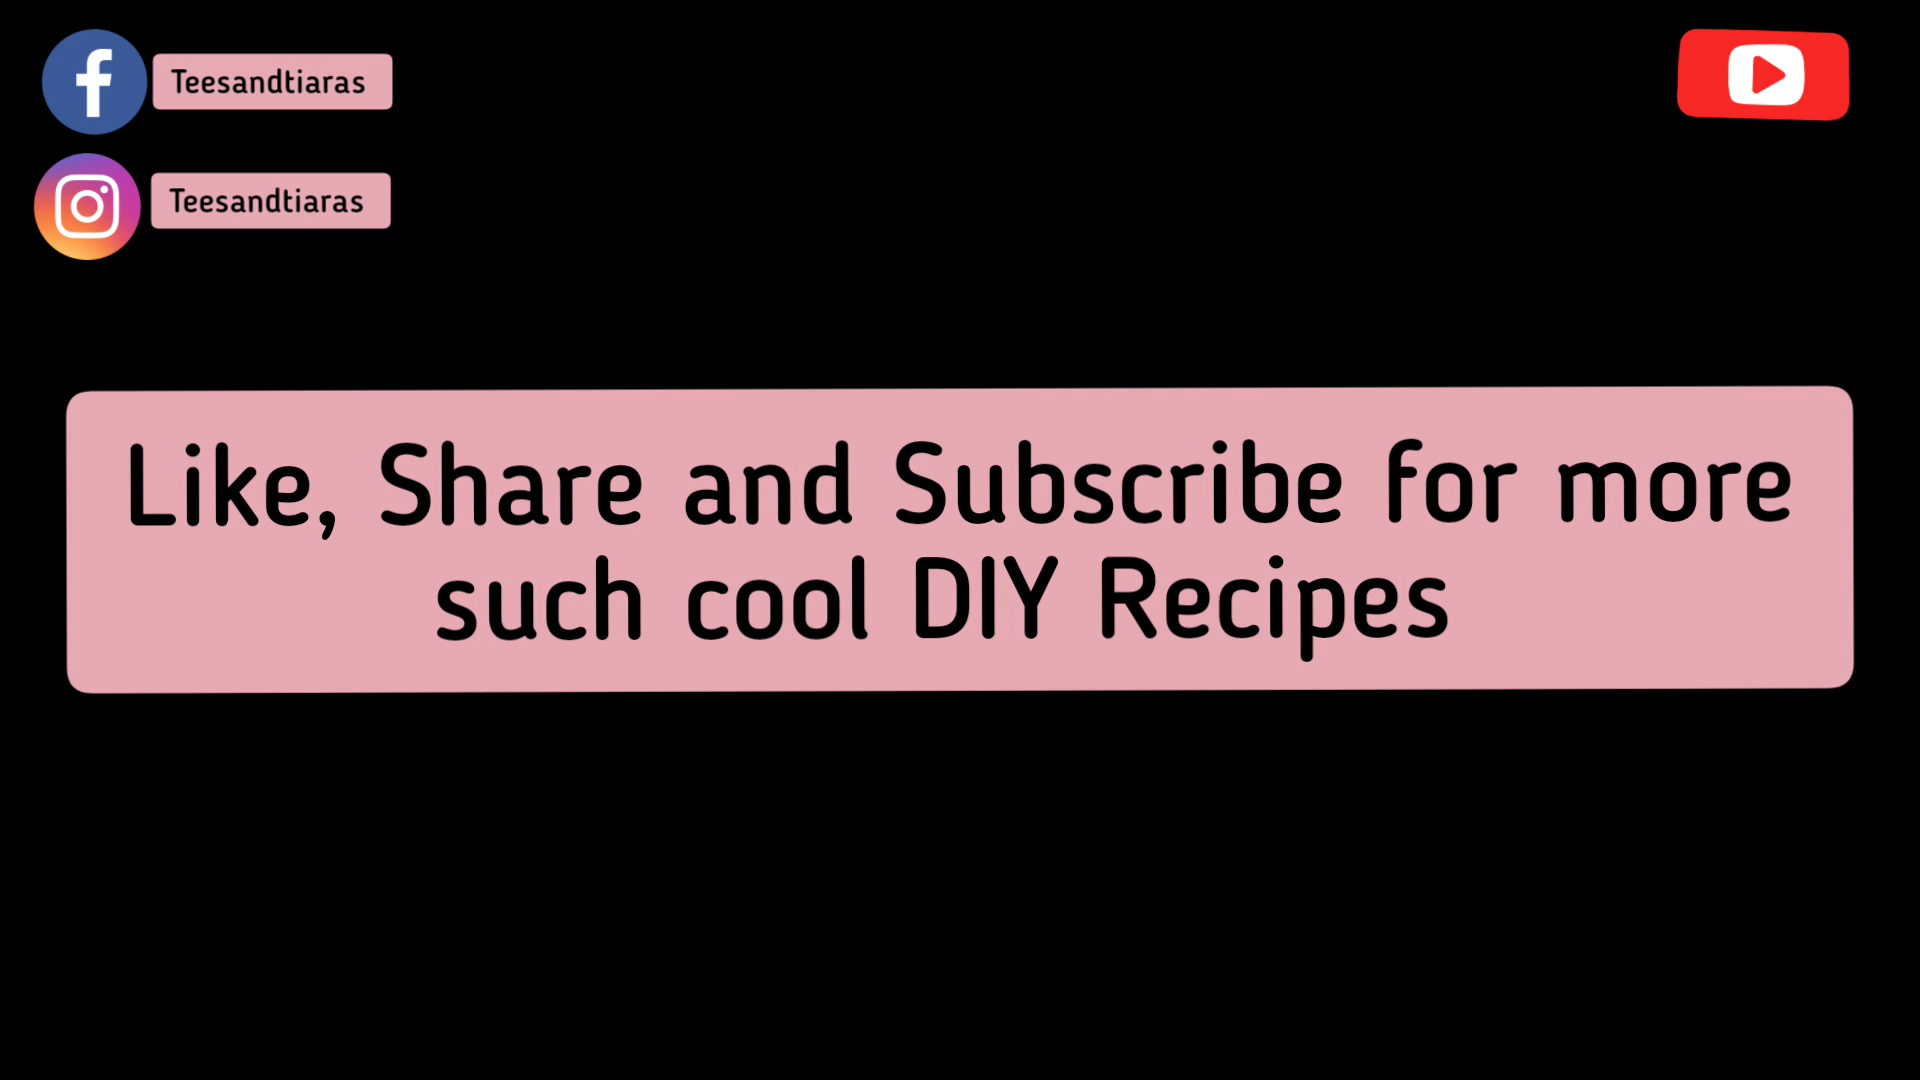 Teesandtiaras
Teesandtiaras
Like, Share and Subscribe for more
such cool DIY Recipes